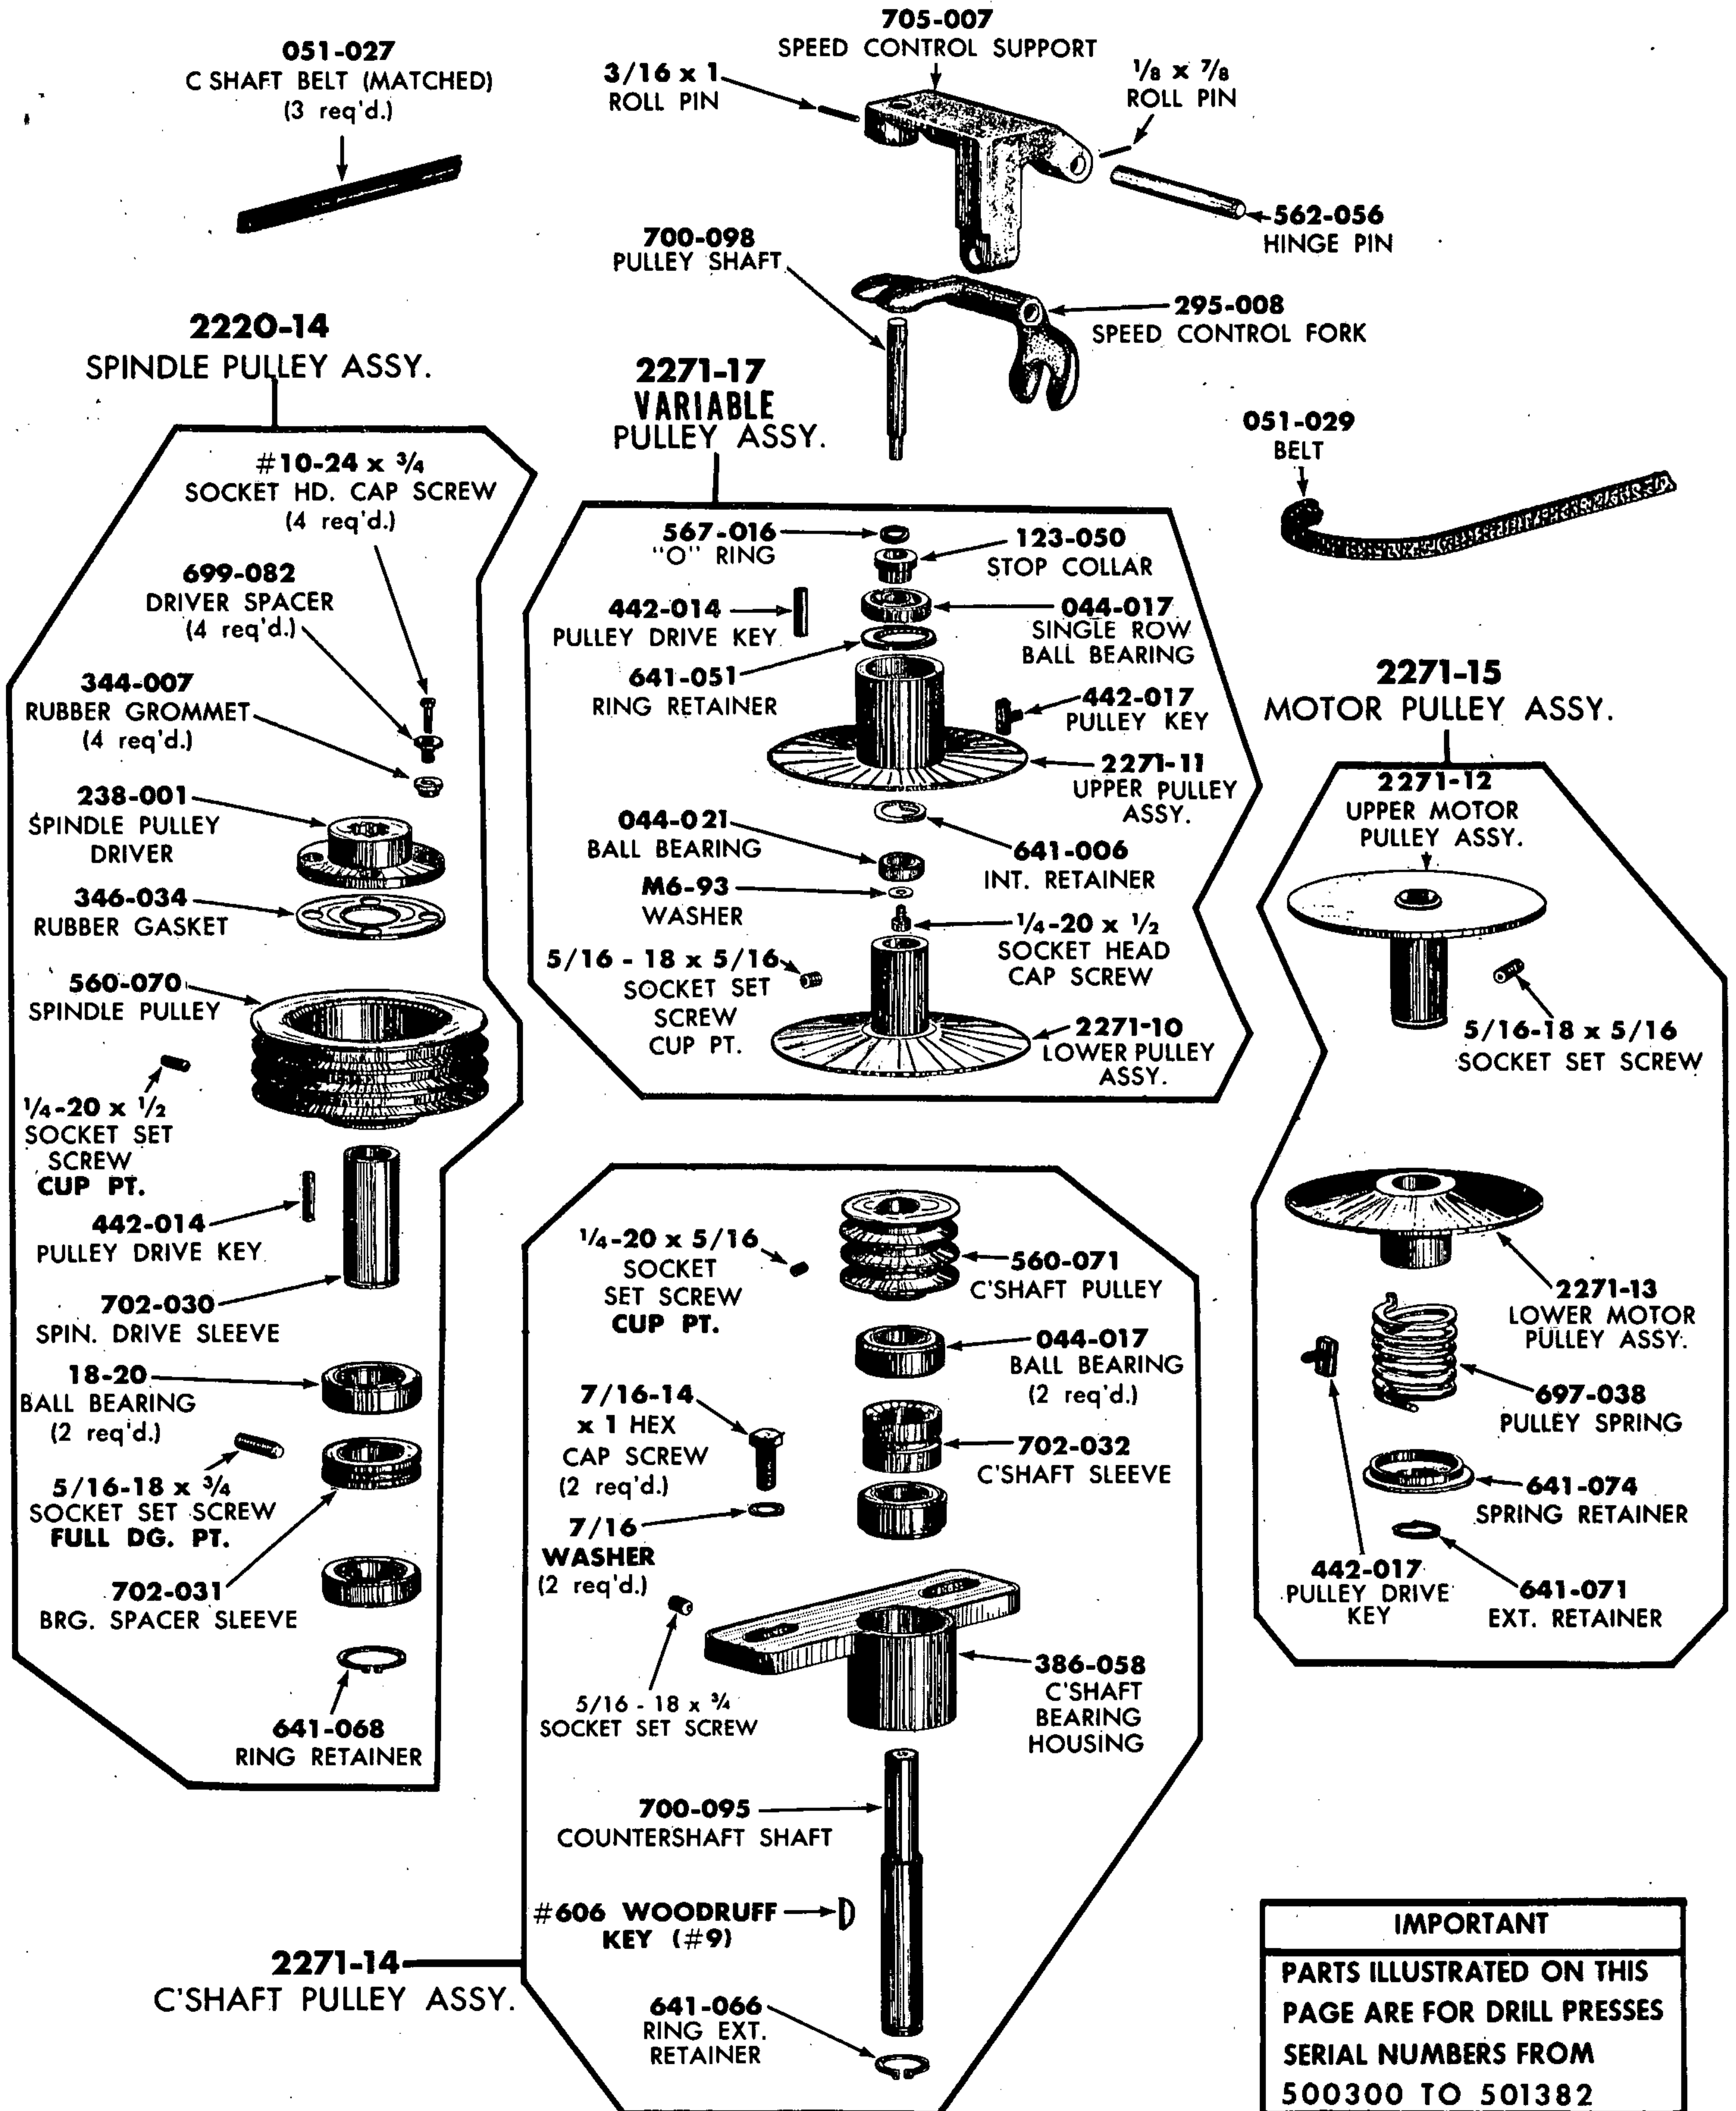 051-027
C SHAFT BELT (MATCHED)
(3 req'd.)
705-007
SPEED CONTROL SUPPORT
3/16 x 1
ROLL PIN
1/8 x 7/8
ROLL PIN
562-056
HINGE PIN
700-098
PULLEY SHAFT
295-008
SPEED CONTROL FORK
051-029
BELT
2220-14
SPINDLE PULLEY ASSY.
#10-24 x 3/4
SOCKET HD. CAP SCREW
(4 req'd.)
699-082
DRIVER SPACER
(4 req'd.)
344-007
RUBBER GROMMET
(4 req'd.)
238-001
SPINDLE PULLEY
DRIVER
346-034
RUBBER GASKET
560-070
SPINDLE PULLEY
1/4-20 x 1/2
SOCKET SET
SCREW
CUP PT.
442-014
PULLEY DRIVE KEY
702-030
SPIN. DRIVE SLEEVE
18-20
BALL BEARING
(2 req'd.)
5/16-18 x 3/4
SOCKET SET SCREW
FULL DG. PT.
702-031
BRG. SPACER SLEEVE
641-068
RING RETAINER
2271-17
VARIABLE
PULLEY ASSY.
567-016
"O" RING
123-050
STOP COLLAR
442-014
PULLEY DRIVE KEY
044-017
SINGLE ROW
BALL BEARING
641-051
RING RETAINER
442-017
PULLEY KEY
2271-11
UPPER PULLEY
ASSY.
044-021
BALL BEARING
641-006
INT. RETAINER
M6-93
WASHER
1/4-20 x 1/2
SOCKET HEAD
CAP SCREW
5/16 - 18 x 5/16
SOCKET SET
SCREW
CUP PT.
2271-10
LOWER PULLEY
ASSY.
2271-15
MOTOR PULLEY ASSY.
2271-12
UPPER MOTOR
PULLEY ASSY.
5/16-18 x 5/16
SOCKET SET SCREW
2271-13
LOWER MOTOR
PULLEY ASSY.
697-038
PULLEY SPRING
641-074
SPRING RETAINER
442-017
PULLEY DRIVE
KEY
641-071
EXT. RETAINER
1/4-20 x 5/16
SOCKET
SET SCREW
CUP PT.
560-071
C'SHAFT PULLEY
044-017
BALL BEARING
(2 req'd.)
7/16-14
x 1 HEX
CAP SCREW
(2 req'd.)
702-032
C'SHAFT SLEEVE
7/16
WASHER
(2 req'd.)
5/16 - 18 x 3/4
SOCKET SET SCREW
386-058
C'SHAFT
BEARING
HOUSING
700-095
COUNTERSHAFT SHAFT
#606 WOODRUFF
KEY (#9)
2271-14
C'SHAFT PULLEY ASSY.
641-066
RING EXT.
RETAINER
IMPORTANT
PARTS ILLUSTRATED ON THIS
PAGE ARE FOR DRILL PRESSES
SERIAL NUMBERS FROM
500300 TO 501382